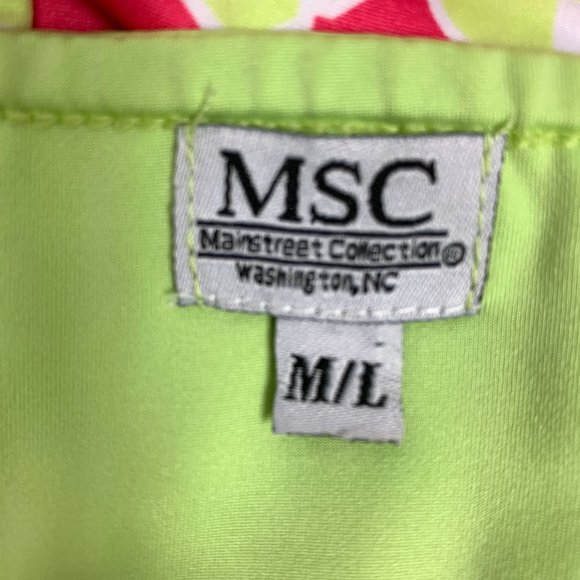 MSC
Mainstreet Collection®
Washington, NC
M/L